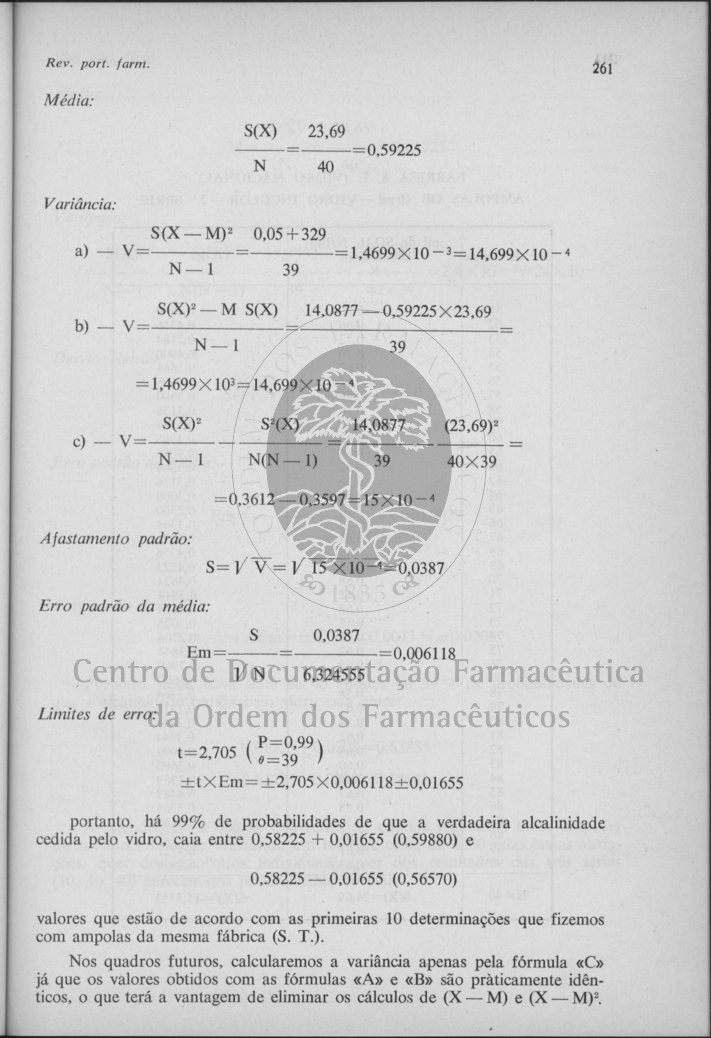 Rev. port. farm.
261
Média:
S(X) 23,69
———=———=0,59225
N 40
Variância:
S(X — M)² 0,05 + 329
a) — V=———=———=1,4699×10 – ³=14,699×10 – ⁴
N — 1 39
S(X)² — M S(X) 14,0877 — 0,59225×23,69
b) — V=———=———=
N — 1 39
=1,4699×10³=14,699×10 – ⁴
S(X)² S²(X) 14,0877 (23,69)²
c) — V=——— — ———=——— — ———=
N — 1 N(N — 1) 39 40×39
=0,3612 — 0,3597=15×10 – ⁴
Afastamento padrão:
S=√V=√15×10 –⁴=0,0387
Erro padrão da média:
S 0,0387
Em=———=———=0,006118
√N 6,324555
Limites de erro:
t=2,705 ( P=0,99 )
θ=39
±t×Em=±2,705×0,006118±0,01655
portanto, há 99% de probabilidades de que a verdadeira alcalinidade
cedida pelo vidro, caia entre 0,58225 + 0,01655 (0,59880) e
0,58225 — 0,01655 (0,56570)
valores que estão de acordo com as primeiras 10 determinações que fizemos
com ampolas da mesma fábrica (S. T.).
Nos quadros futuros, calcularemos a variância apenas pela fórmula «C»
já que os valores obtidos com as fórmulas «A» e «B» são pràticamente idên-
ticos, o que terá a vantagem de eliminar os cálculos de (X — M) e (X — M)².
Centro de Documentação Farmacêutica
da Ordem dos Farmacêuticos
1835